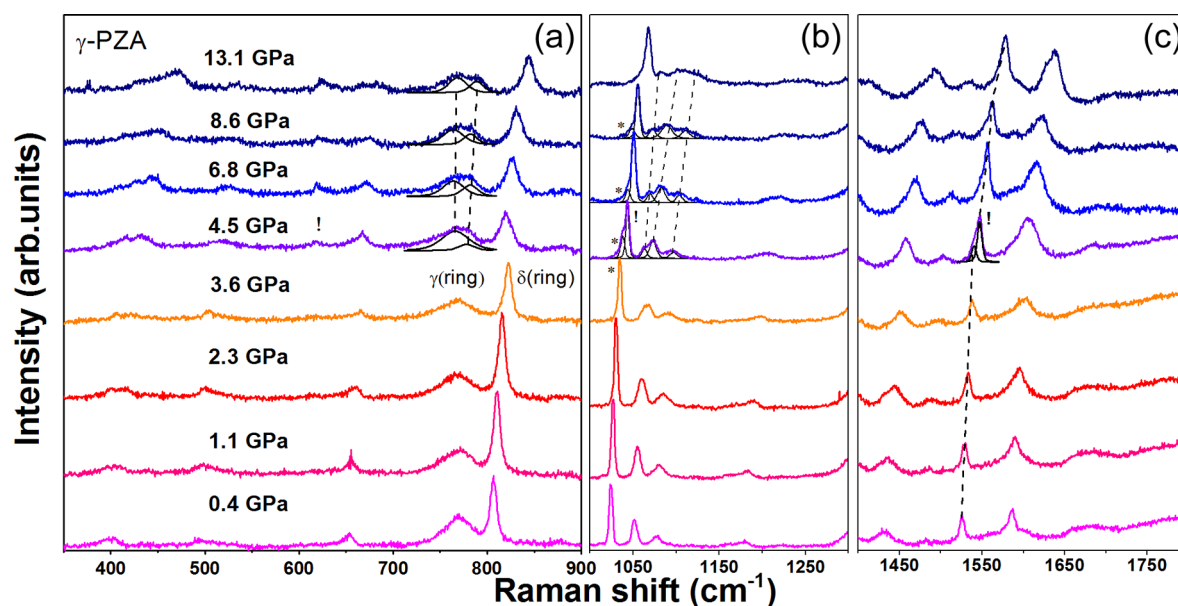 γ-PZA
(a)
(b)
(c)
13.1 GPa
8.6 GPa
*
6.8 GPa
*
4.5 GPa
!
!
!
*
3.6 GPa
γ(ring)
δ(ring)
*
2.3 GPa
1.1 GPa
0.4 GPa
Intensity (arb.units)
400 500 600 700 800 900
1050 1150 1250
1450 1550 1650 1750
Raman shift (cm-1)